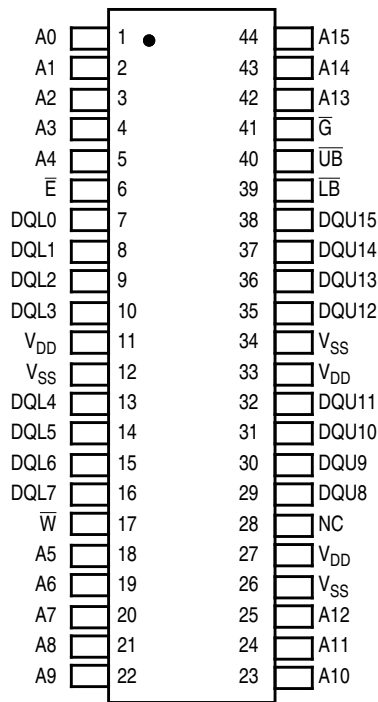 A0 1 44 A15
A1 2 43 A14
A2 3 42 A13
A3 4 41 G̅
A4 5 40 U̅B̅
E̅ 6 39 L̅B̅
DQL0 7 38 DQU15
DQL1 8 37 DQU14
DQL2 9 36 DQU13
DQL3 10 35 DQU12
VDD 11 34 VSS
VSS 12 33 VDD
DQL4 13 32 DQU11
DQL5 14 31 DQU10
DQL6 15 30 DQU9
DQL7 16 29 DQU8
W̅ 17 28 NC
A5 18 27 VDD
A6 19 26 VSS
A7 20 25 A12
A8 21 24 A11
A9 22 23 A10